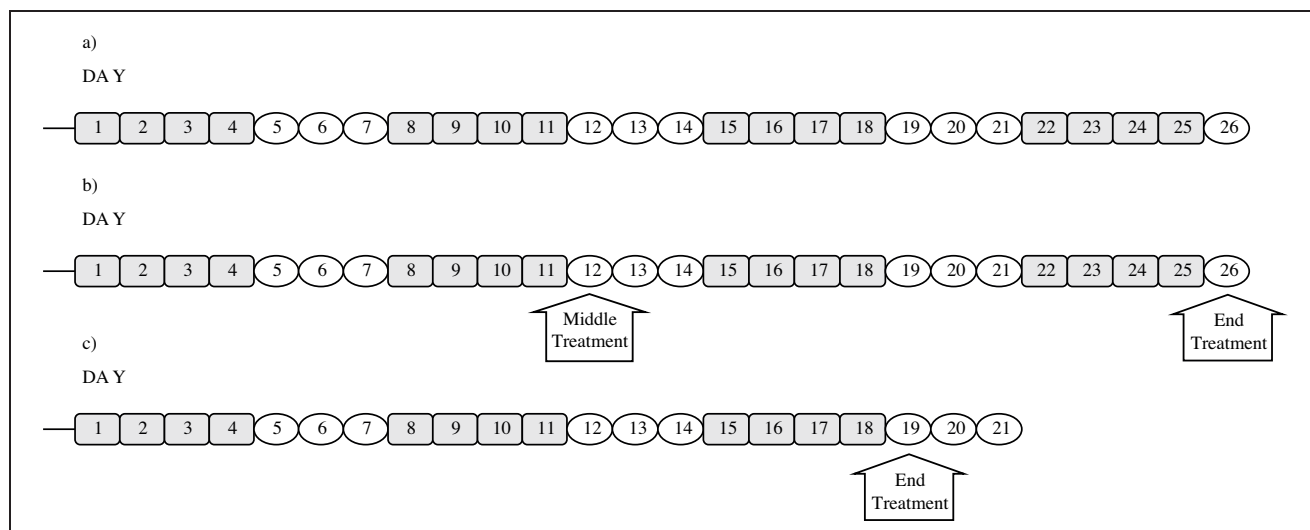 a)
DA Y
1 2 3 4 5 6 7 8 9 10 11 12 13 14 15 16 17 18 19 20 21 22 23 24 25 26
b)
DA Y
1 2 3 4 5 6 7 8 9 10 11 12 13 14 15 16 17 18 19 20 21 22 23 24 25 26
Middle
Treatment
End
Treatment
c)
DA Y
1 2 3 4 5 6 7 8 9 10 11 12 13 14 15 16 17 18 19 20 21
End
Treatment